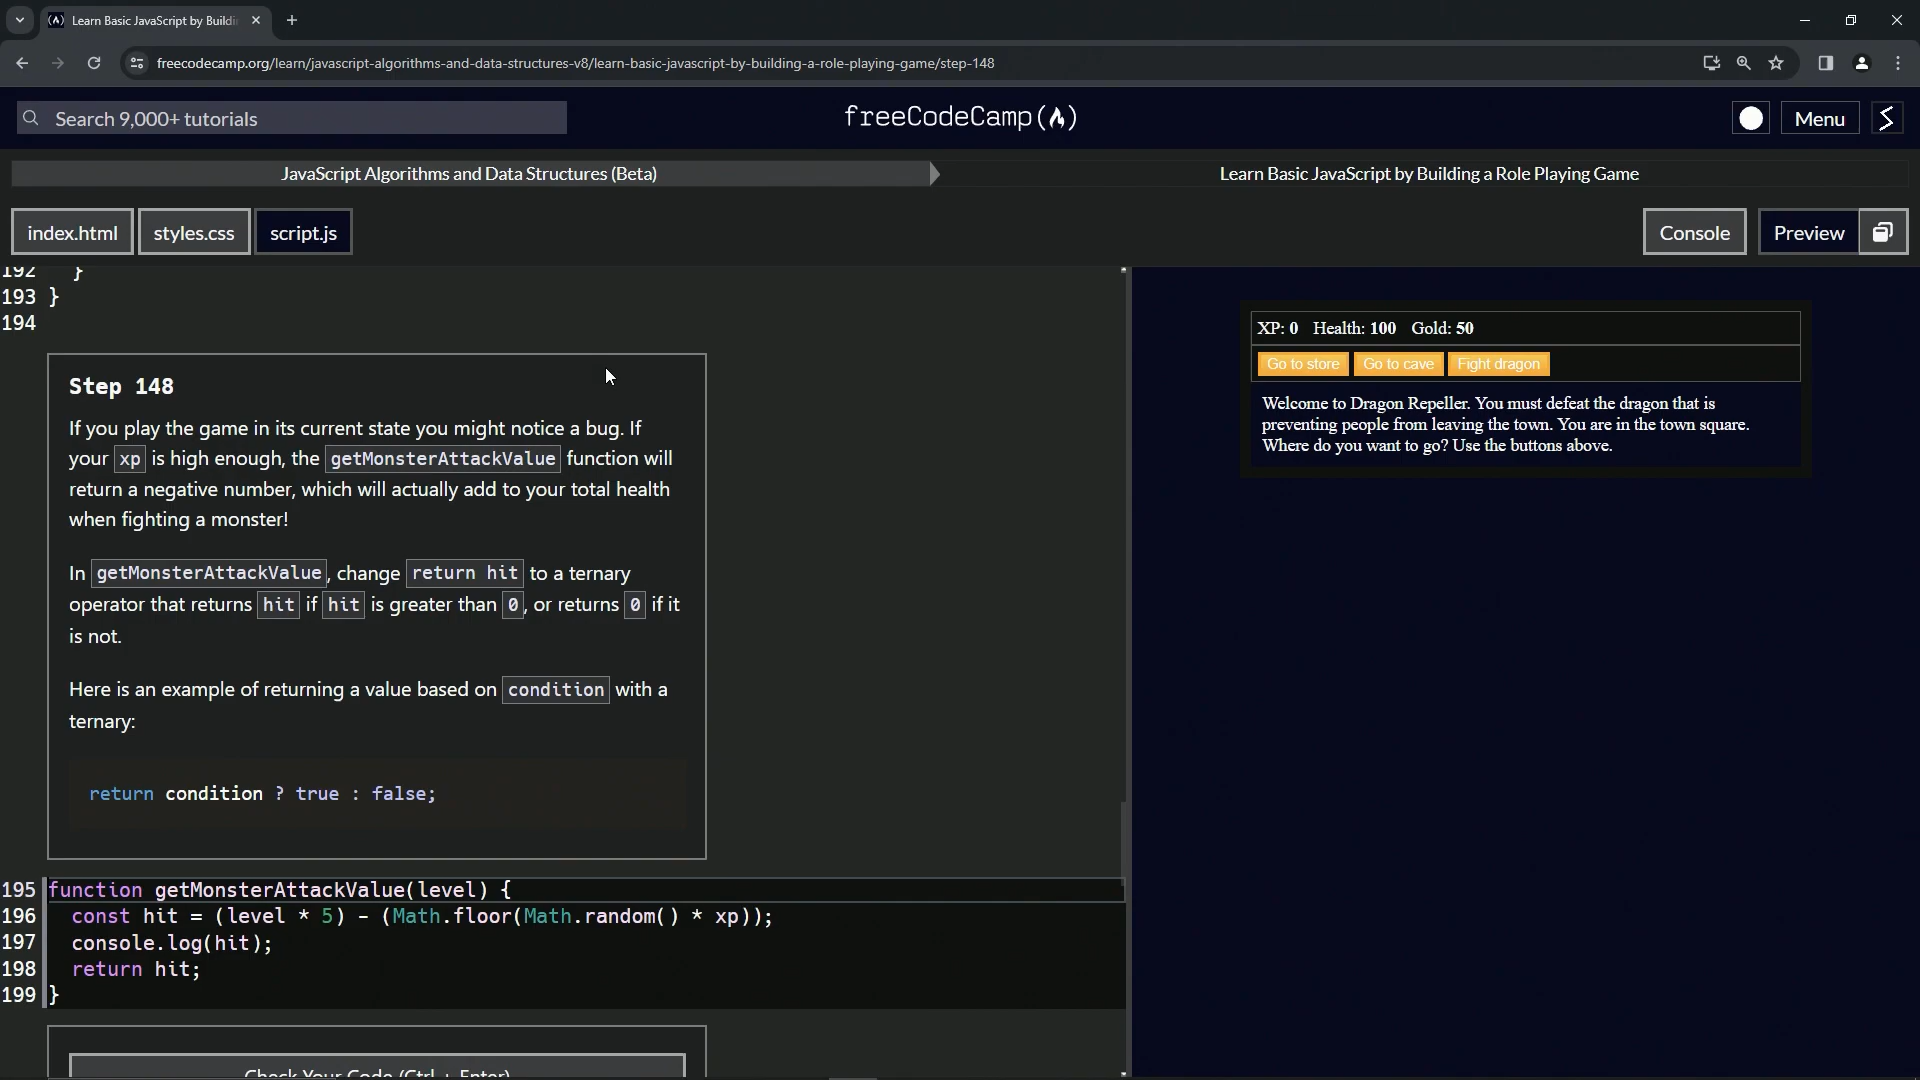 Learn Basic JavaScript by Buildi
freecodecamp.org/learn/javascript-algorithms-and-data-structures-v8/learn-basic-javascript-by-building-a-role-playing-game/step-148
Search 9,000+ tutorials
freeCodeCamp(
Menu
JavaScript Algorithms and Data Structures (Beta)
Learn Basic JavaScript by Building a Role Playing Game
index.html
styles.css
script.js
Console
Preview
192   }
193 }
194
Step 148
If you play the game in its current state you might notice a bug. If
your xp is high enough, the getMonsterAttackValue function will
return a negative number, which will actually add to your total health
when fighting a monster!
In getMonsterAttackValue, change return hit to a ternary
operator that returns hit if hit is greater than 0, or returns 0 if it
is not.
Here is an example of returning a value based on condition with a
ternary:
return condition ? true : false;
195 function getMonsterAttackValue(level) {
196   const hit = (level * 5) - (Math.floor(Math.random() * xp));
197   console.log(hit);
198   return hit;
199 }
Check Your Code (Ctrl + Enter)
XP: 0 Health: 100 Gold: 50
Go to store
Go to cave
Fight dragon
Welcome to Dragon Repeller. You must defeat the dragon that is
preventing people from leaving the town. You are in the town square.
Where do you want to go? Use the buttons above.